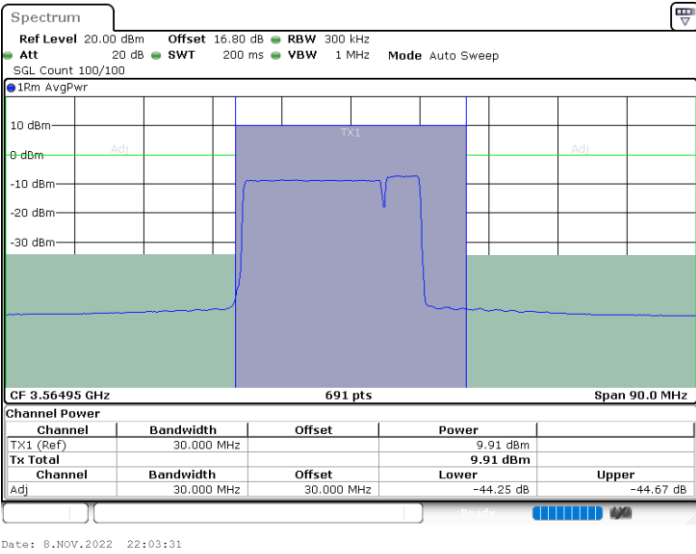 Spectrum
Ref Level 20.00 dBm Offset 16.80 dB RBW 300 kHz
Att 20 dB SWT 200 ms VBW 1 MHz Mode Auto Sweep
SGL Count 100/100
1Rm AvgPwr
10 dBm
TX1
Adj Adj
0 dBm
-10 dBm
-20 dBm
-30 dBm
CF 3.56495 GHz 691 pts Span 90.0 MHz
Channel Power
Channel Bandwidth Offset Power
TX1 (Ref) 30.000 MHz 9.91 dBm
Tx Total 9.91 dBm
Channel Bandwidth Offset Lower Upper
Adj 30.000 MHz 30.000 MHz -44.25 dB -44.67 dB
Ready
Date: 8.NOV.2022 22:03:31